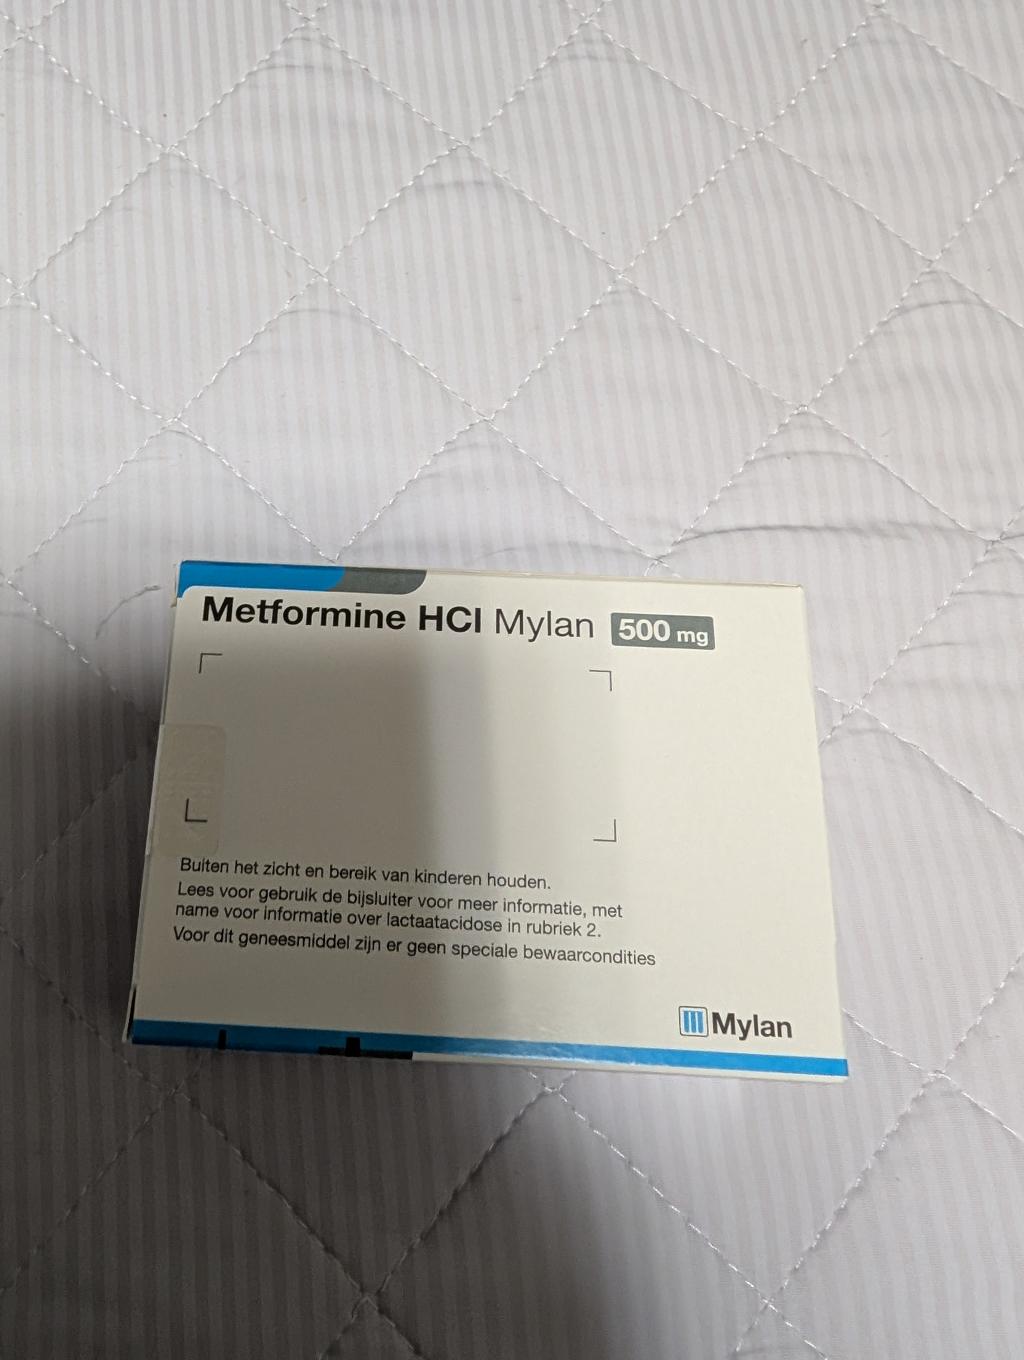 Metformine HCl Mylan 500 mg
Buiten het zicht en bereik van kinderen houden.
Lees voor gebruik de bijsluiter voor meer informatie, met
name voor informatie over lactaatacidose in rubriek 2.
Voor dit geneesmiddel zijn er geen speciale bewaarcondities
Mylan